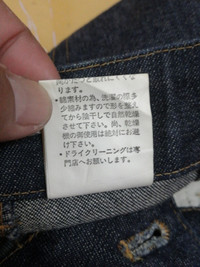 ります。
・綿素材の為、洗濯の際多
少縮みますので形を整え
てから陰干しで自然乾燥
させて下さい。尚、乾燥
機の御使用は絶対にお避
け下さい。
・ドライクリーニングは専
門店へお願いします。